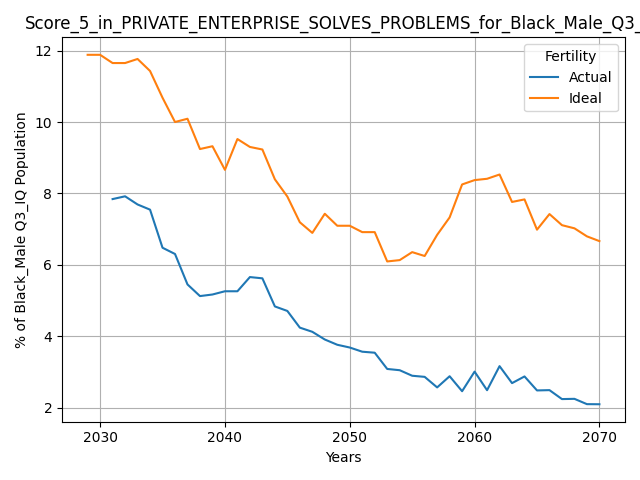 Score_5_in_PRIVATE_ENTERPRISE_SOLVES_PROBLEMS_for_Black_Male_Q3_
12
10
8
6
4
2
% of Black_Male Q3_IQ Population
Fertility
Actual
Ideal
2030 2040 2050 2060 2070
Years